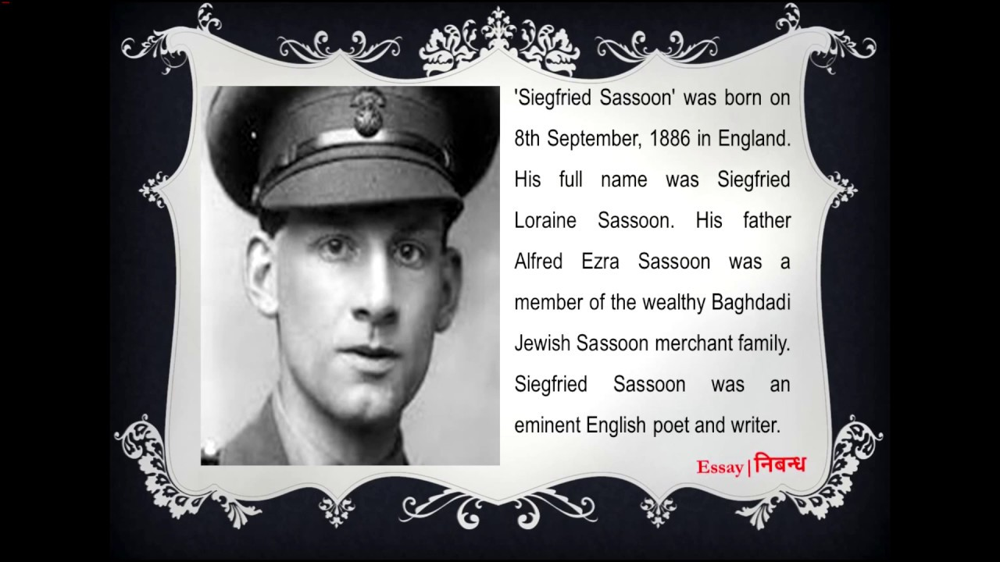 'Siegfried Sassoon' was born on
8th September, 1886 in England.
His full name was Siegfried
Loraine Sassoon. His father
Alfred Ezra Sassoon was a
member of the wealthy Baghdadi
Jewish Sassoon merchant family.
Siegfried Sassoon was an
eminent English poet and writer.
Essay|निबन्ध